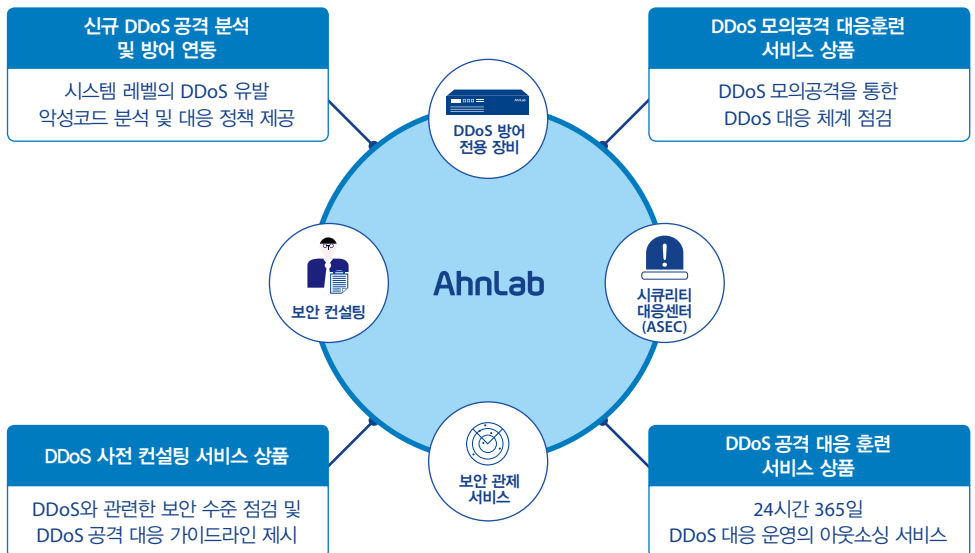 신규 DDoS 공격 분석
및 방어 연동
시스템 레벨의 DDoS 유발
악성코드 분석 및 대응 정책 제공
DDoS 모의공격 대응훈련
서비스 상품
DDoS 모의공격을 통한
DDoS 대응 체계 점검
AhnLab
DDoS 방어
전용 장비
보안 컨설팅
AhnLab
시큐리티
대응센터
(ASEC)
보안 관제
서비스
DDoS 사전 컨설팅 서비스 상품
DDoS와 관련한 보안 수준 점검 및
DDoS 공격 대응 가이드라인 제시
DDoS 공격 대응 훈련
서비스 상품
24시간 365일
DDoS 대응 운영의 아웃소싱 서비스